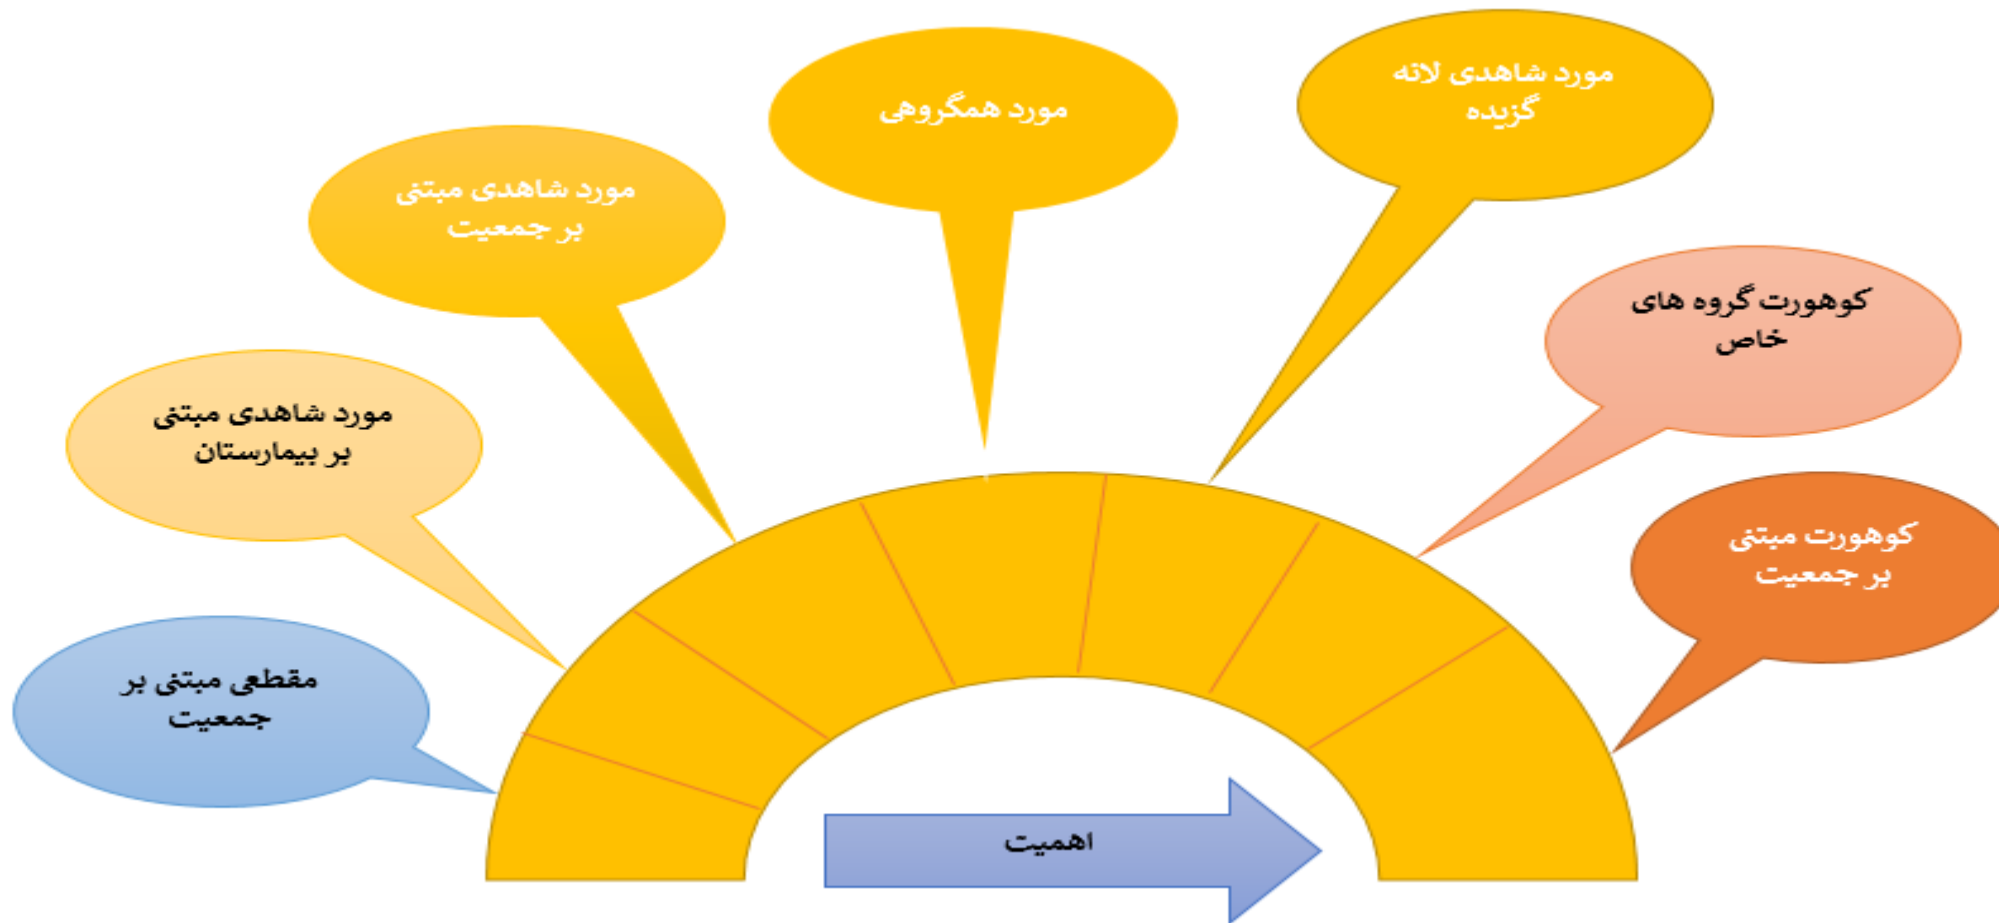 مورد شاهدی لانه
گزیده
مورد همگروهی
مورد شاهدی مبتنی
بر جمعیت
کوهورت گروه های
خاص
مورد شاهدی مبتنی
بر بیمارستان
کوهورت مبتنی
بر جمعیت
مقطعی مبتنی بر
جمعیت
اهمیت